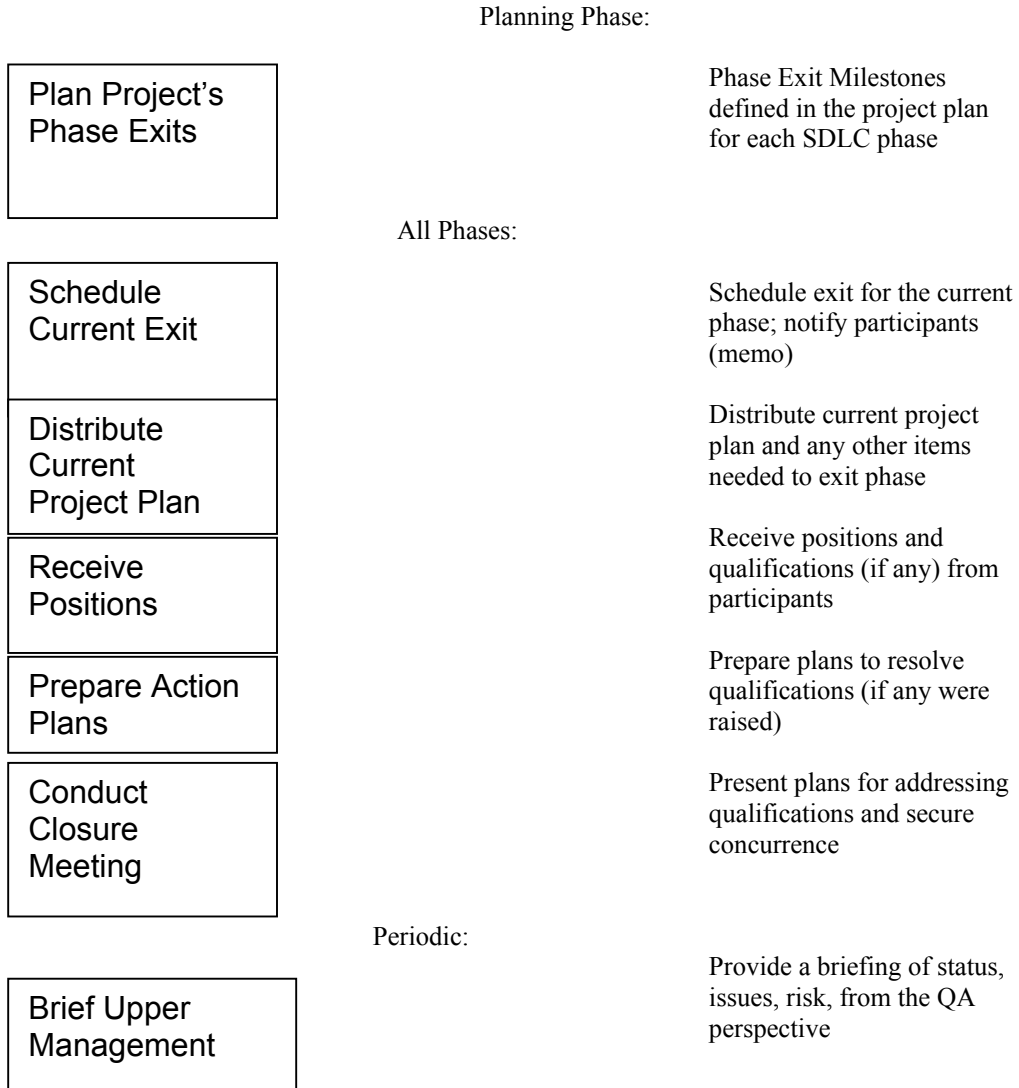 Planning Phase:
Plan Project’s
Phase Exits
Phase Exit Milestones
defined in the project plan
for each SDLC phase
All Phases:
Schedule
Current Exit
Schedule exit for the current
phase; notify participants
(memo)
Distribute
Current
Project Plan
Distribute current project
plan and any other items
needed to exit phase
Receive
Positions
Receive positions and
qualifications (if any) from
participants
Prepare Action
Plans
Prepare plans to resolve
qualifications (if any were
raised)
Conduct
Closure
Meeting
Present plans for addressing
qualifications and secure
concurrence
Periodic:
Brief Upper
Management
Provide a briefing of status,
issues, risk, from the QA
perspective